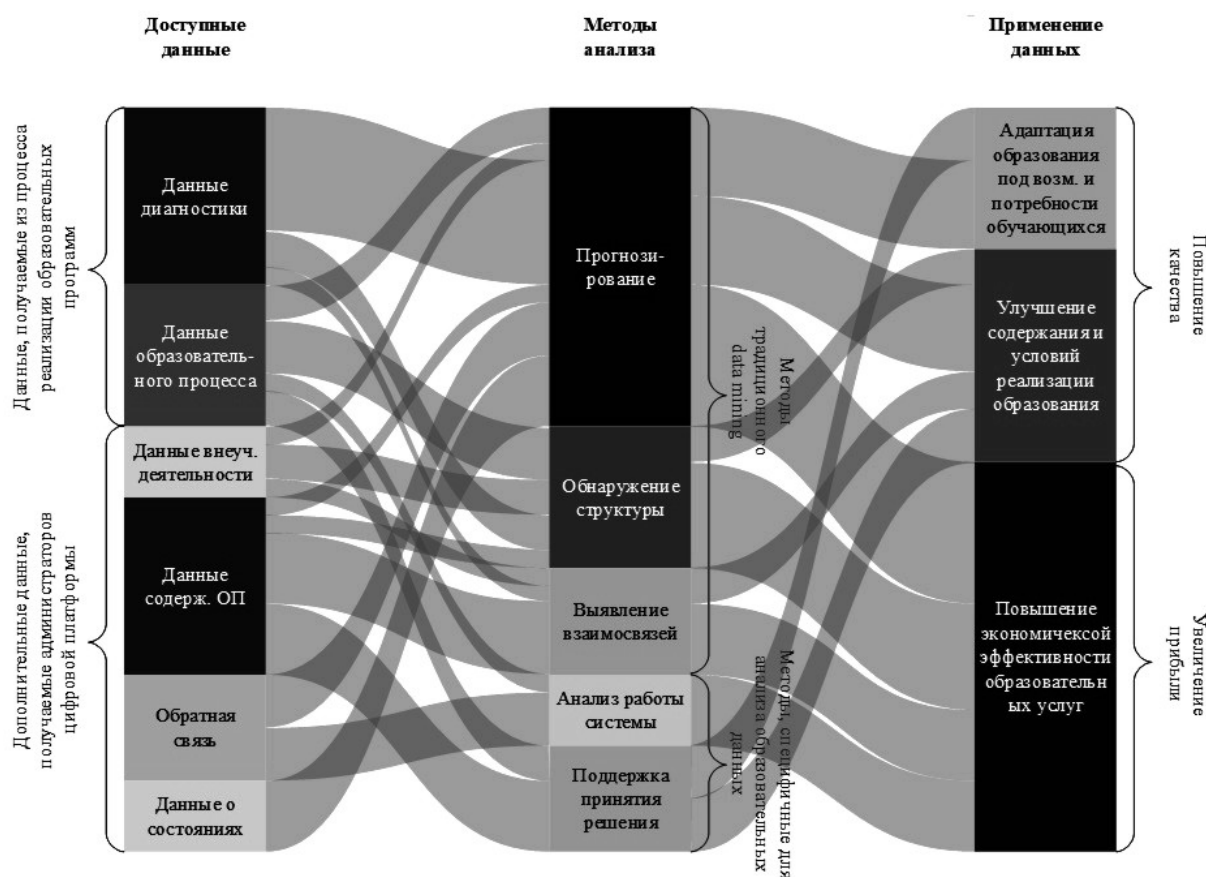 Доступные
данные
Методы
анализа
Применение
данных
Данные, получаемые из процесса
реализации образовательных
программ
Данные
диагностики
Данные
образователь-
ного процесса
Дополнительные данные,
получаемые администраторов
цифровой платформы
Данные внеуч.
деятельности
Данные
содерж. ОП
Обратная
связь
Данные о
состояниях
Прогнози-
рование
Обнаружение
структуры
Выявление
взаимосвязей
Анализ работы
системы
Поддержка
принятия
решения
Методы
традиционного
data mining
Методы, специфичные для
анализа образовательных
данных
Адаптация
образования
под возм. и
потребности
обучающихся
Улучшение
содержания и
условий
реализации
образования
Повышение
экономичексой
эффективности
образовательн
ых услуг
Повышение
качества
Увеличение
прибыли